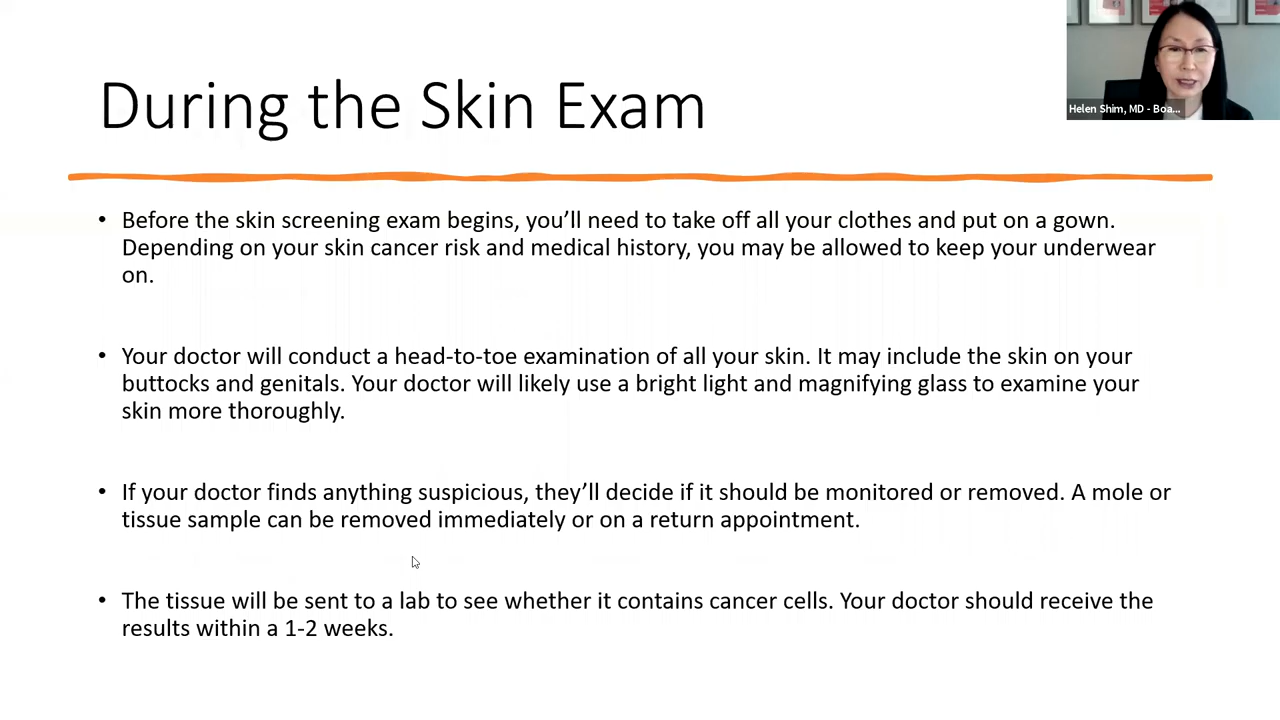 During the Skin Exam
Helen Shim, MD - Boa...
• Before the skin screening exam begins, you’ll need to take off all your clothes and put on a gown.
Depending on your skin cancer risk and medical history, you may be allowed to keep your underwear
on.
• Your doctor will conduct a head-to-toe examination of all your skin. It may include the skin on your
buttocks and genitals. Your doctor will likely use a bright light and magnifying glass to examine your
skin more thoroughly.
• If your doctor finds anything suspicious, they’ll decide if it should be monitored or removed. A mole or
tissue sample can be removed immediately or on a return appointment.
• The tissue will be sent to a lab to see whether it contains cancer cells. Your doctor should receive the
results within a 1-2 weeks.